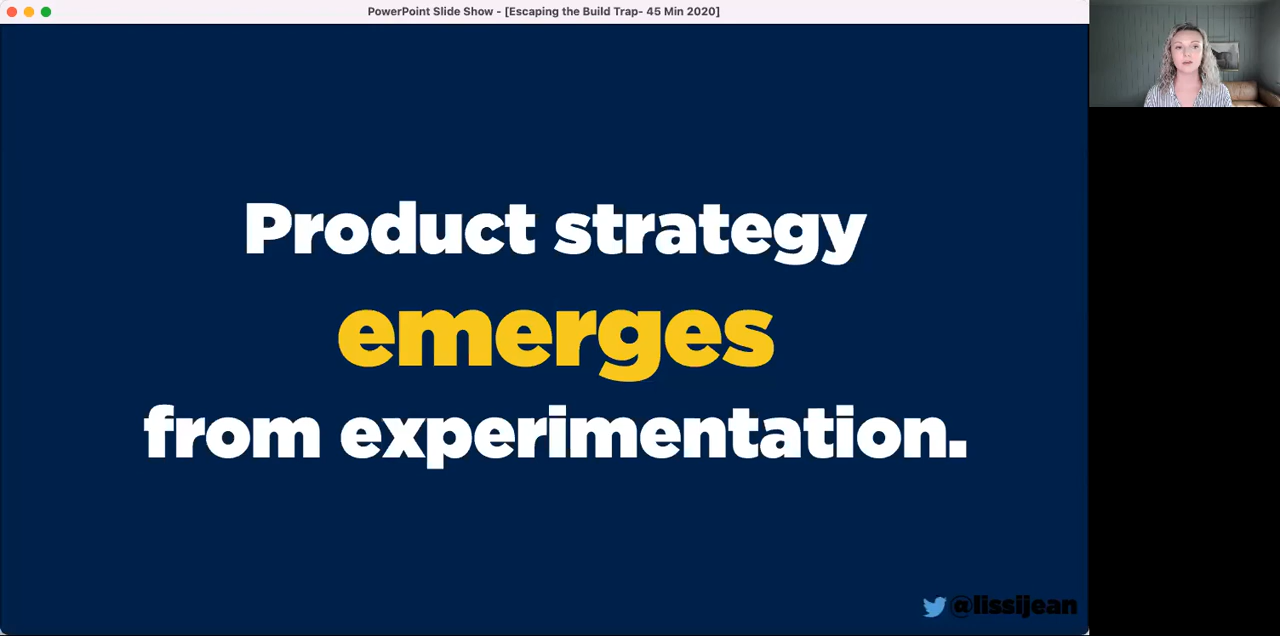 PowerPoint Slide Show - [Escaping the Build Trap- 45 Min 2020]
Product strategy
emerges
from experimentation.
@lissijean